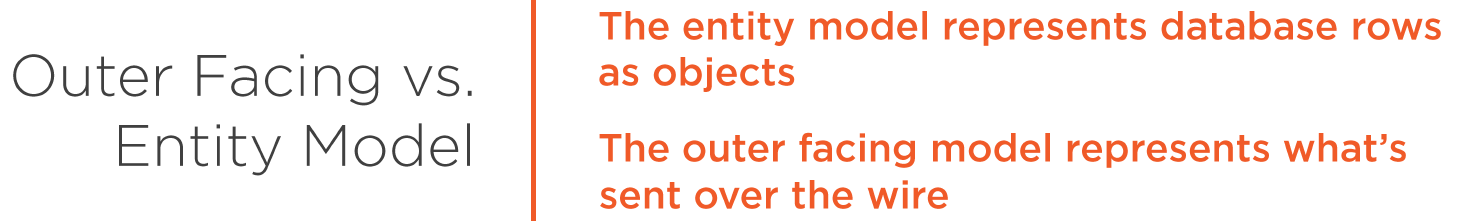 Outer Facing vs.
Entity Model
The entity model represents database rows
as objects
The outer facing model represents what’s
sent over the wire